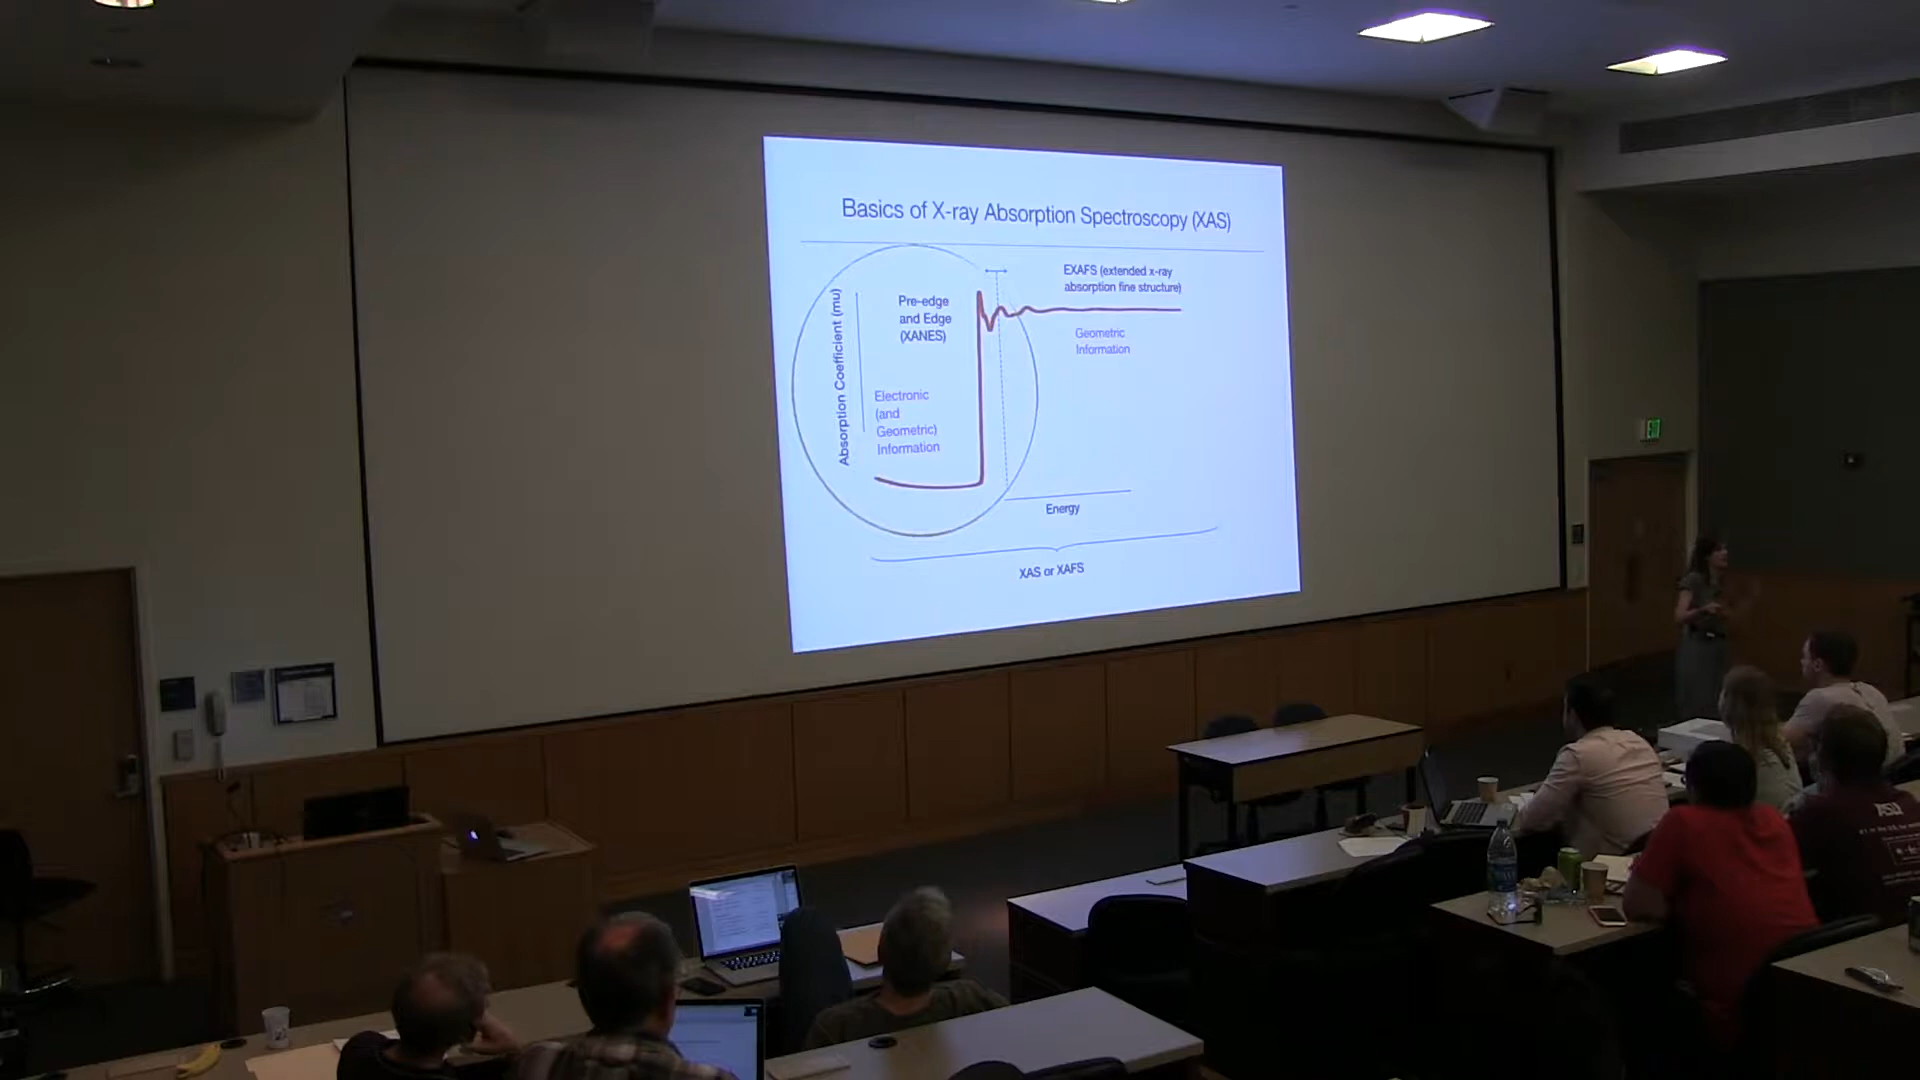 Basics of X-ray Absorption Spectroscopy (XAS)
EXAFS (extended x-ray
absorption fine structure)
Pre-edge
and Edge
(XANES)
Geometric
Information
Absorption Coefficient (mu)
Electronic
(and
Geometric)
Information
Energy
XAS or XAFS
ASU